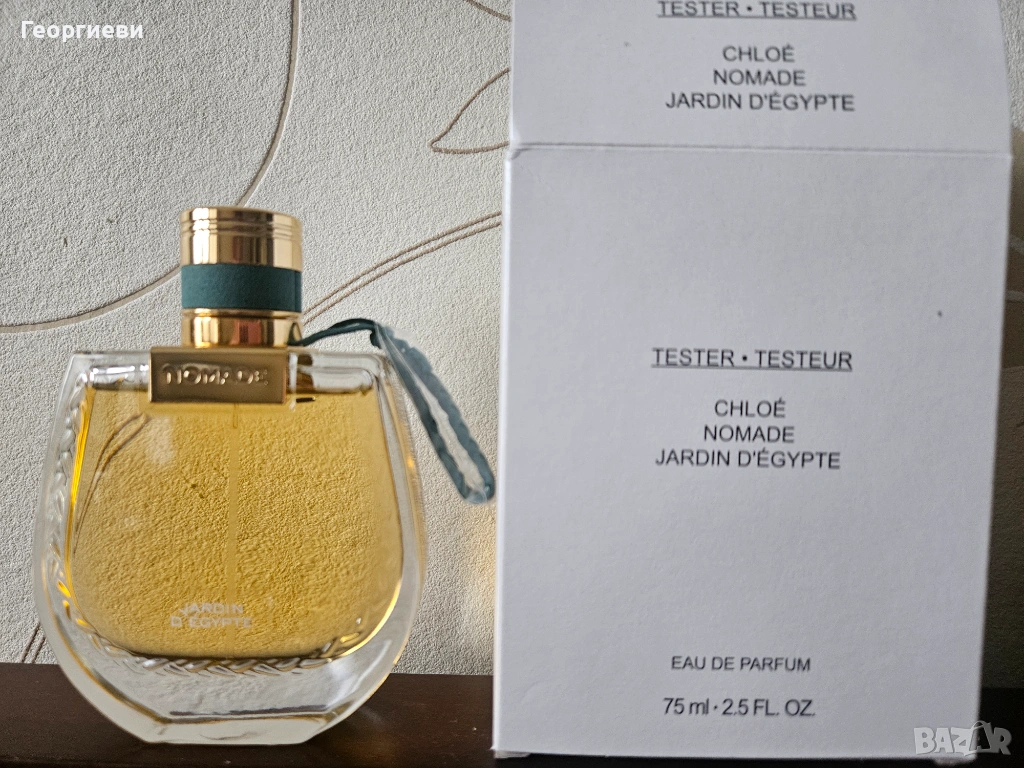 Георгиеви
TESTER • TESTEUR
CHLOÉ
NOMADE
JARDIN D'ÉGYPTE
NOMADE
JARDIN
D'ÉGYPTE
TESTER • TESTEUR
CHLOÉ
NOMADE
JARDIN D'ÉGYPTE
EAU DE PARFUM
75 ml • 2.5 FL. OZ.
BAZAR